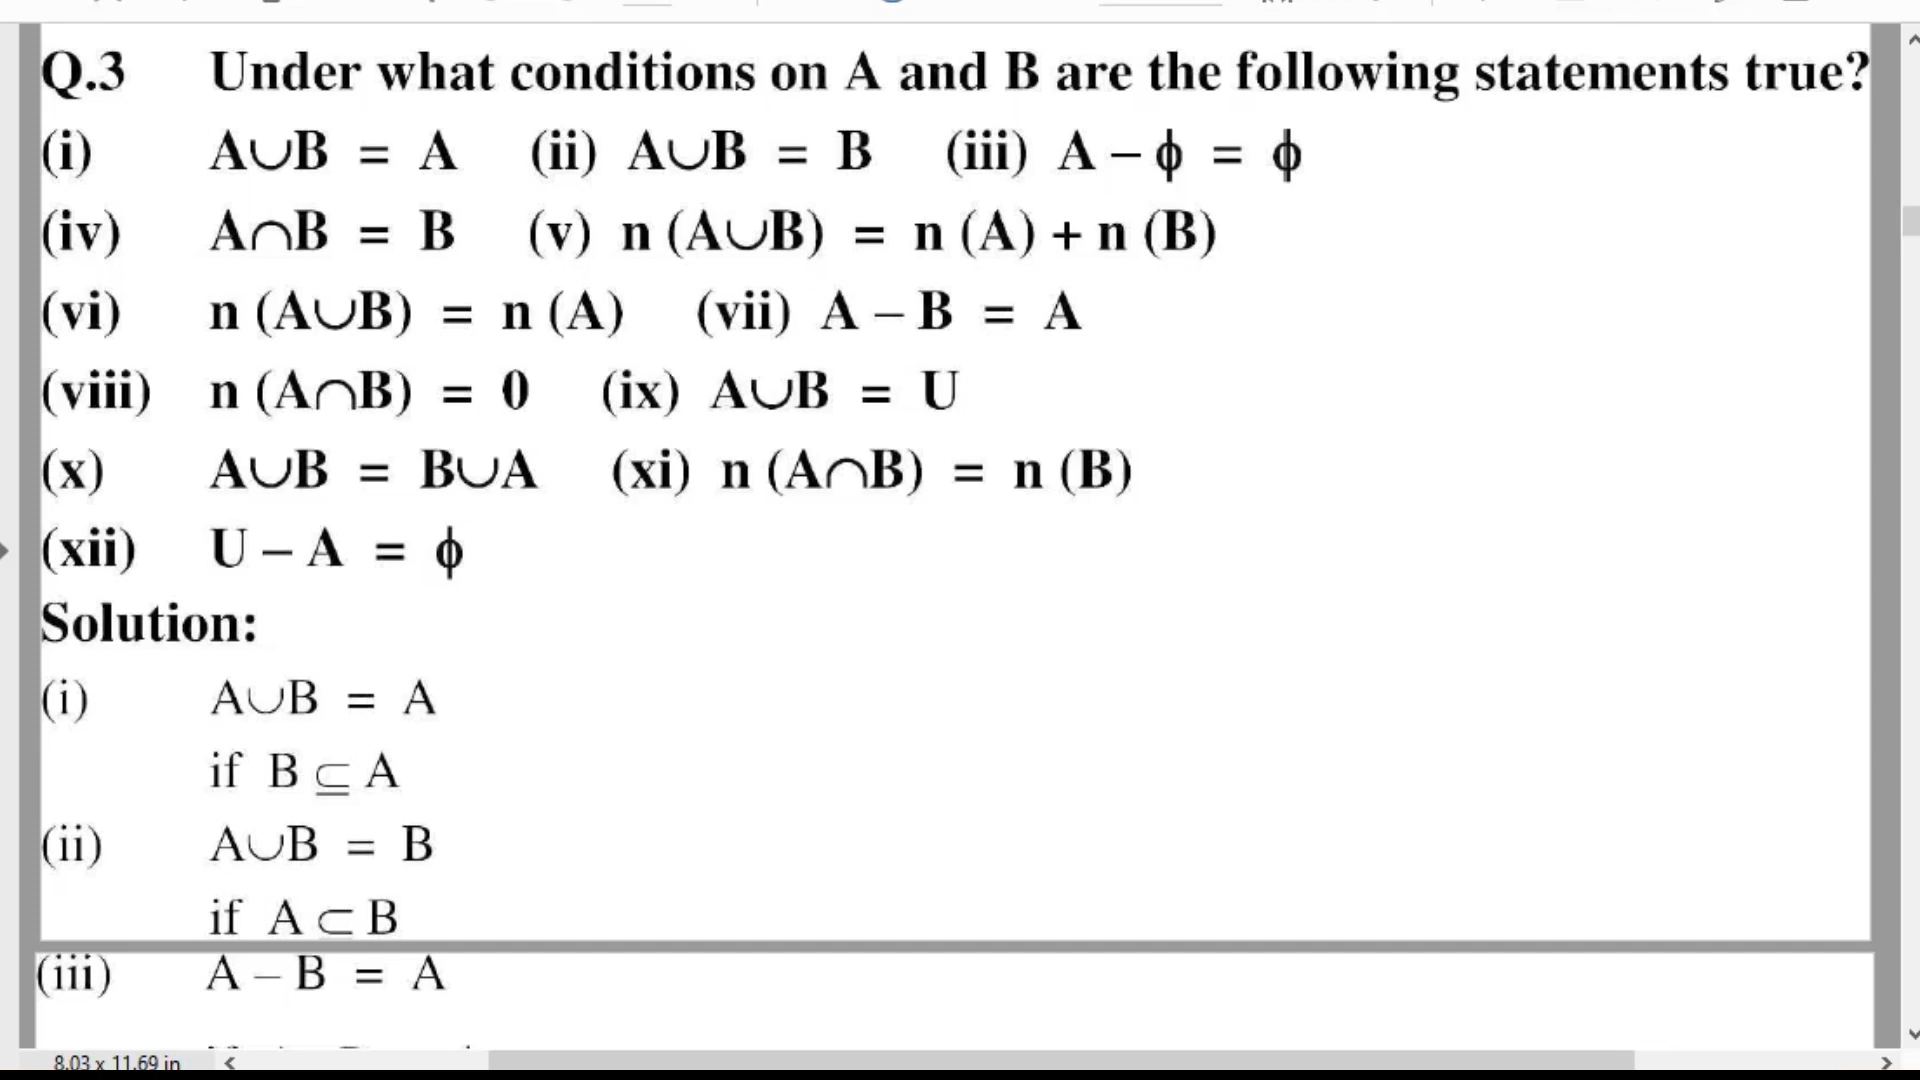 Q.3 Under what conditions on A and B are the following statements true?
(i) A∪B = A (ii) A∪B = B (iii) A – ϕ = ϕ
(iv) A∩B = B (v) n (A∪B) = n (A) + n (B)
(vi) n (A∪B) = n (A) (vii) A – B = A
(viii) n (A∩B) = 0 (ix) A∪B = U
(x) A∪B = B∪A (xi) n (A∩B) = n (B)
(xii) U – A = ϕ
Solution:
(i) A∪B = A
if B ⊆ A
(ii) A∪B = B
if A ⊂ B
(iii) A – B = A
8.03 x 11.69 in